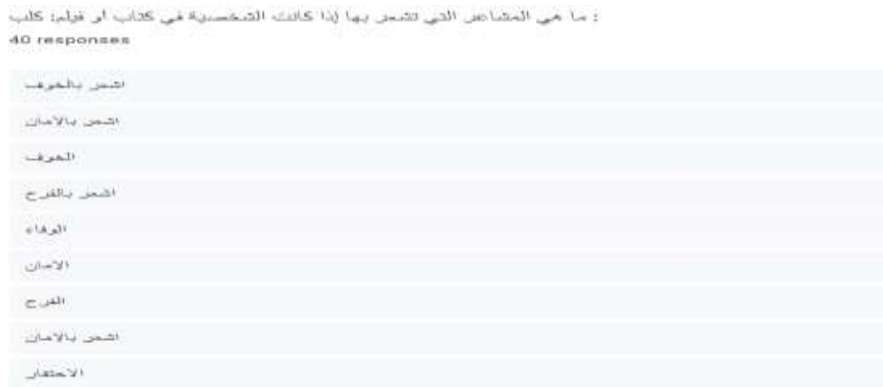 : ما هي المشاعر التي تشعر بها إذا كانت الشخصية في كتاب أو فيلم: كلب
40 responses
اشعر بالخوف
اشعر بالامان
الخوف
اشعر بالفرح
الوفاء
الامان
الفرح
اشعر بالامان
الاحتقار